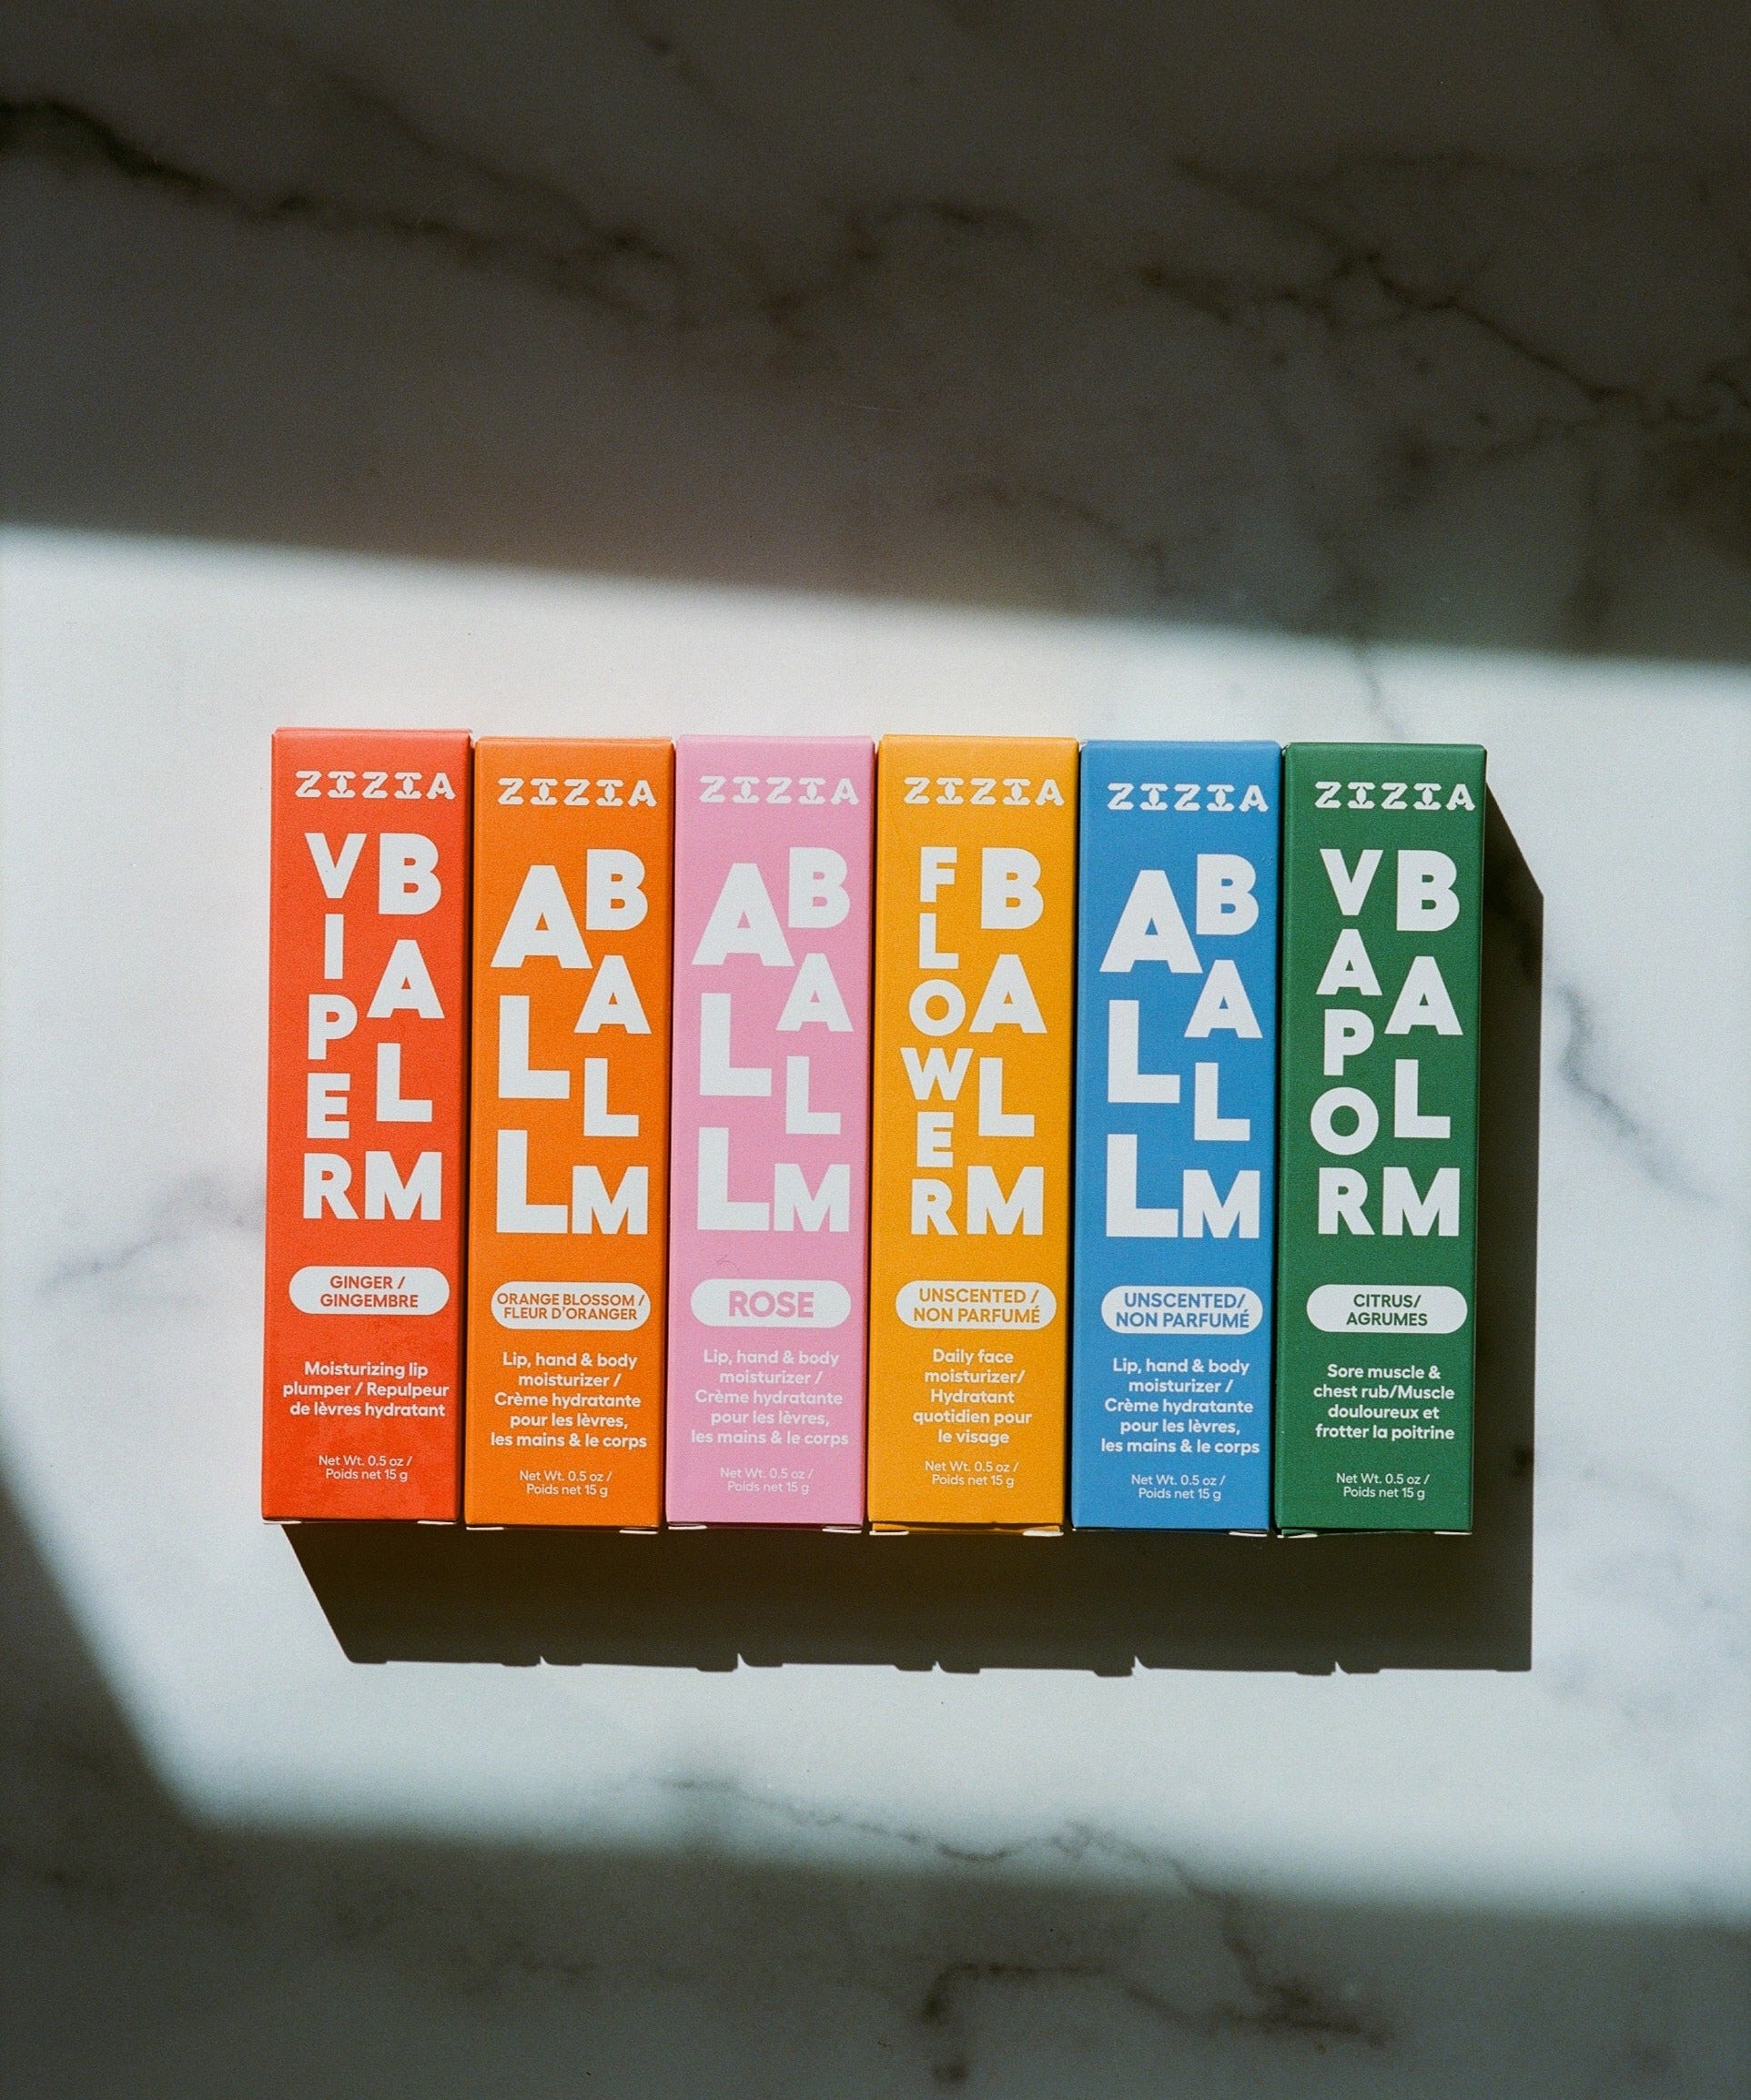 ZIZIA
VIPER BALM
GINGER /
GINGEMBRE
Moisturizing lip
plumper / Repulpeur
de lèvres hydratant
Net Wt. 0.5 oz /
Poids net 15 g
ZIZIA
ALL BALM
ORANGE BLOSSOM /
FLEUR D'ORANGER
Lip, hand & body
moisturizer /
Crème hydratante
pour les lèvres,
les mains & le corps
Net Wt. 0.5 oz /
Poids net 15 g
ZIZIA
ALL BALM
ROSE
Lip, hand & body
moisturizer /
Crème hydratante
pour les lèvres,
les mains & le corps
Net Wt. 0.5 oz /
Poids net 15 g
ZIZIA
FLOWER BALM
UNSCENTED /
NON PARFUMÉ
Daily face
moisturizer/
Hydratant
quotidien pour
le visage
Net Wt. 0.5 oz /
Poids net 15 g
ZIZIA
ALL BALM
UNSCENTED/
NON PARFUMÉ
Lip, hand & body
moisturizer /
Crème hydratante
pour les lèvres,
les mains & le corps
Net Wt. 0.5 oz /
Poids net 15 g
ZIZIA
VAPOR BALM
CITRUS/
AGRUMES
Sore muscle &
chest rub/Muscle
douloureux et
frotter la poitrine
Net Wt. 0.5 oz /
Poids net 15 g